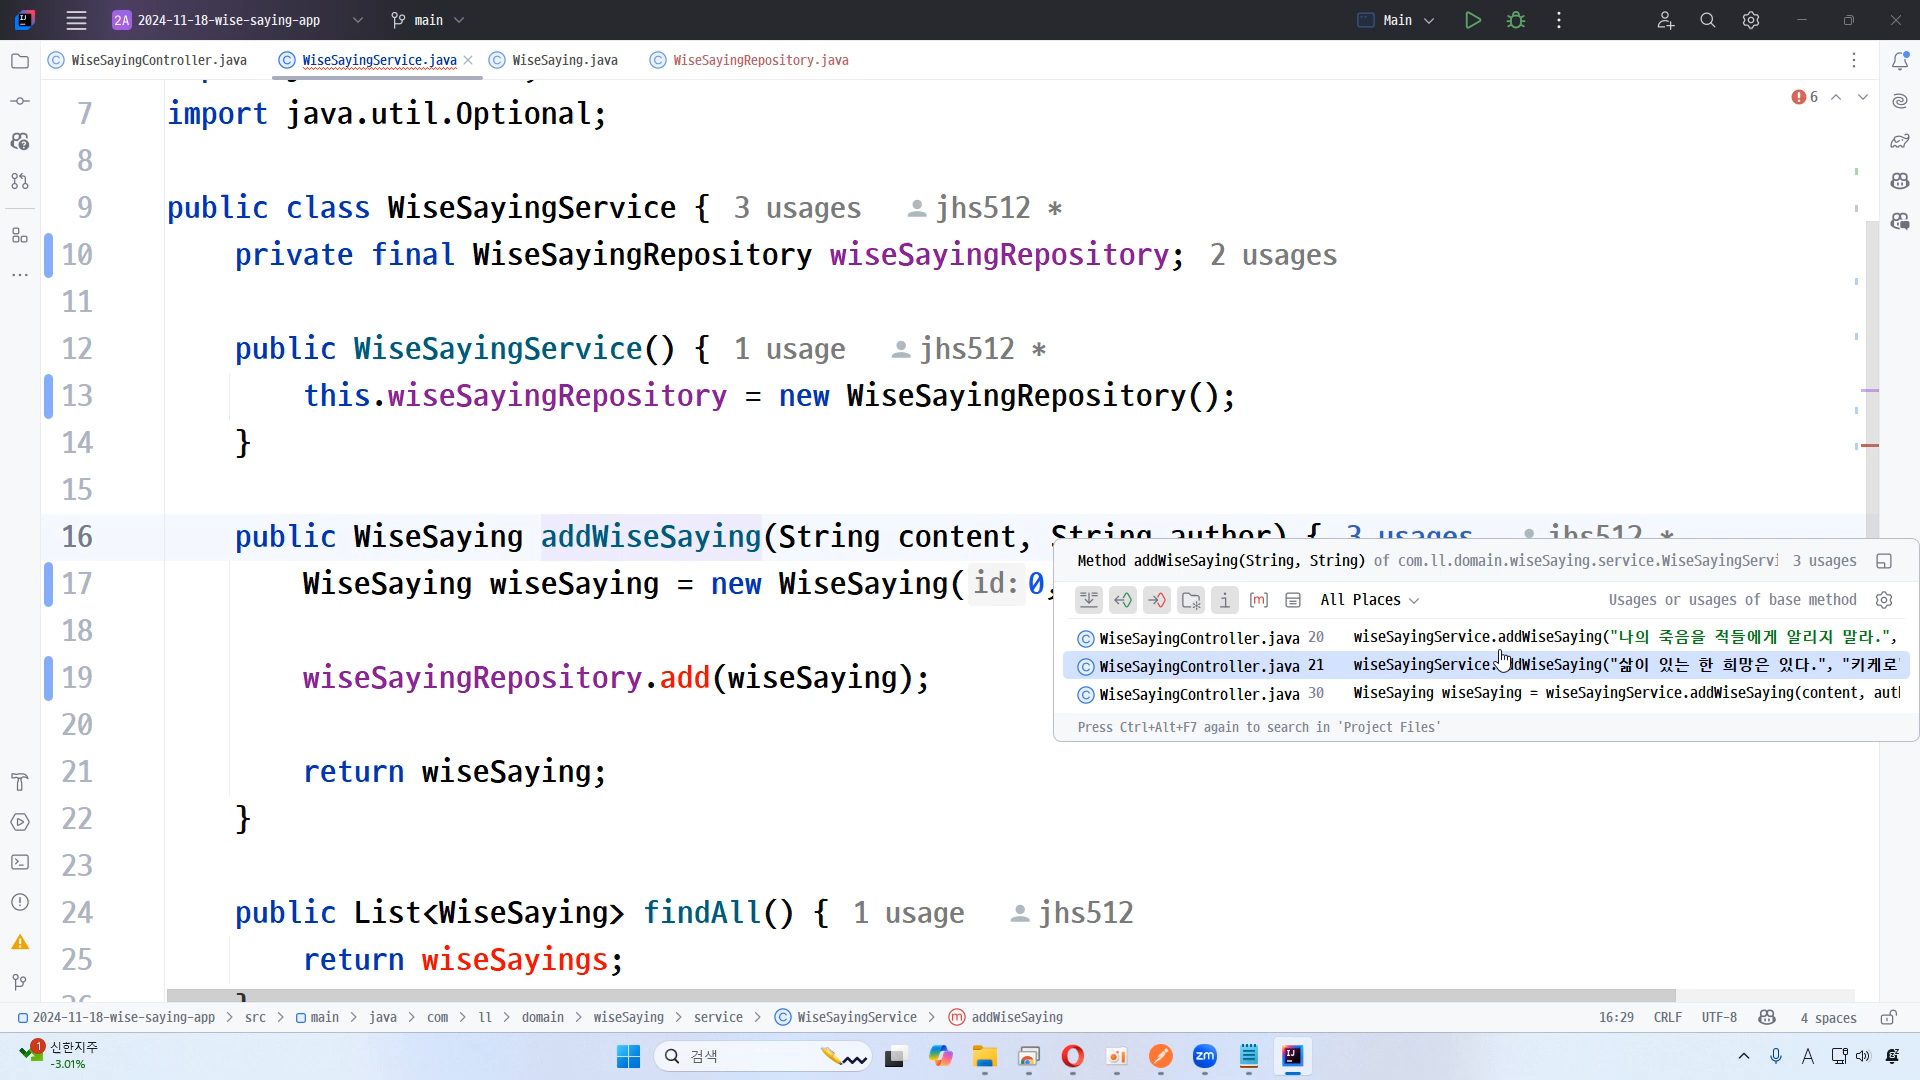 2A 2024-11-18-wise-saying-app main Main
WiseSayingController.java WiseSayingService.java WiseSaying.java WiseSayingRepository.java
6
7 import java.util.Optional;
8
9 public class WiseSayingService { 3 usages jhs512 *
10 private final WiseSayingRepository wiseSayingRepository; 2 usages
11
12 public WiseSayingService() { 1 usage jhs512 *
13 this.wiseSayingRepository = new WiseSayingRepository();
14 }
15
16 public WiseSaying addWiseSaying(String content, String author) { 3 usages jhs512 *
17 WiseSaying wiseSaying = new WiseSaying( id: 0,
18
19 wiseSayingRepository.add(wiseSaying);
20
21 return wiseSaying;
22 }
23
24 public List<WiseSaying> findAll() { 1 usage jhs512
25 return wiseSayings;
26 }
Method addWiseSaying(String, String) of com.ll.domain.wiseSaying.service.WiseSayingServi 3 usages
All Places Usages or usages of base method
WiseSayingController.java 20 wiseSayingService.addWiseSaying("나의 죽음을 적들에게 알리지 말라.",
WiseSayingController.java 21 wiseSayingService.addWiseSaying("삶이 있는 한 희망은 있다.", "키케로
WiseSayingController.java 30 WiseSaying wiseSaying = wiseSayingService.addWiseSaying(content, aut
Press Ctrl+Alt+F7 again to search in 'Project Files'
2024-11-18-wise-saying-app > src > main > java > com > ll > domain > wiseSaying > service > WiseSayingService > addWiseSaying 16:29 CRLF UTF-8 4 spaces
1 신한지주
-3.01%
검색
zm
A